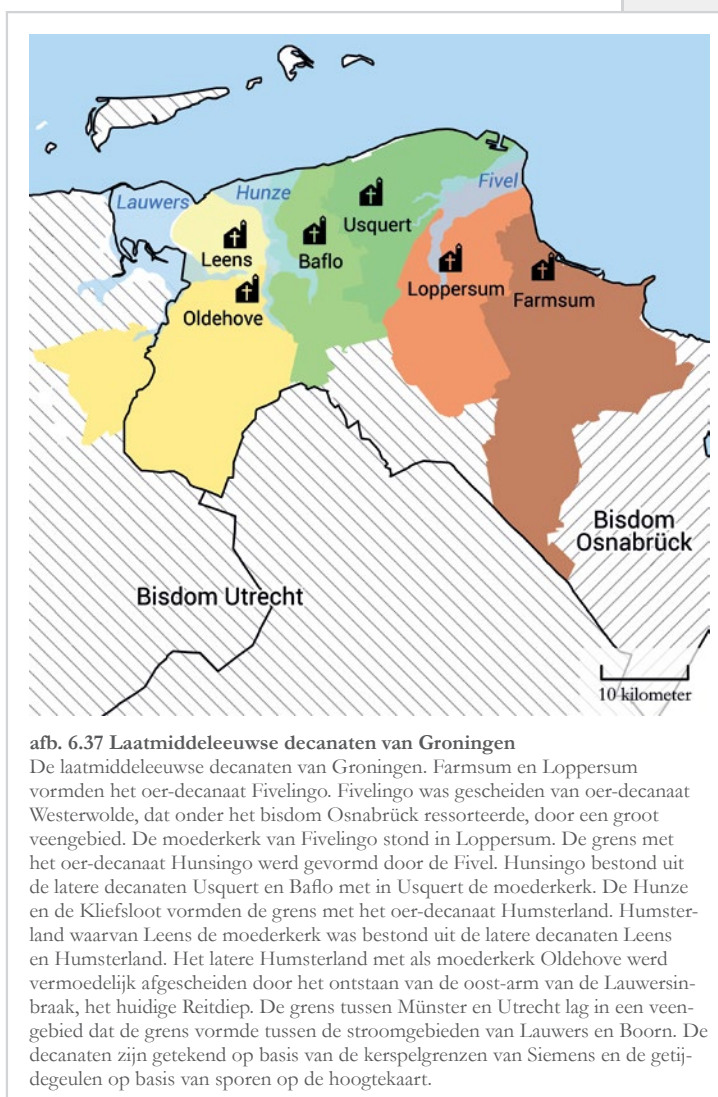 Lauwers
Hunze
Fivel
Usquert
Leens
Baflo
Loppersum
Farmsum
Oldehove
Bisdom
Osnabrück
Bisdom Utrecht
10 kilometer
afb. 6.37 Laatmiddeleeuwse decanaten van Groningen
De laatmiddeleeuwse decanaten van Groningen. Farmsum en Loppersum
vormden het oer-decanaat Fivelingo. Fivelingo was gescheiden van oer-decanaat
Westerwolde, dat onder het bisdom Osnabrück ressorteerde, door een groot
veengebied. De moederkerk van Fivelingo stond in Loppersum. De grens met
het oer-decanaat Hunsingo werd gevormd door de Fivel. Hunsingo bestond uit
de latere decanaten Usquert en Baflo met in Usquert de moederkerk. De Hunze
en de Kliefsloot vormden de grens met het oer-decanaat Humsterland. Humster-
land waarvan Leens de moederkerk was bestond uit de latere decanaten Leens
en Humsterland. Het latere Humsterland met als moederkerk Oldehove werd
vermoedelijk afgescheiden door het ontstaan van de oost-arm van de Lauwersin-
braak, het huidige Reitdiep. De grens tussen Münster en Utrecht lag in een veen-
gebied dat de grens vormde tussen de stroomgebieden van Lauwers en Boorn. De
decanaten zijn getekend op basis van de kerspelgrenzen van Siemens en de getij-
degeulen op basis van sporen op de hoogtekaart.